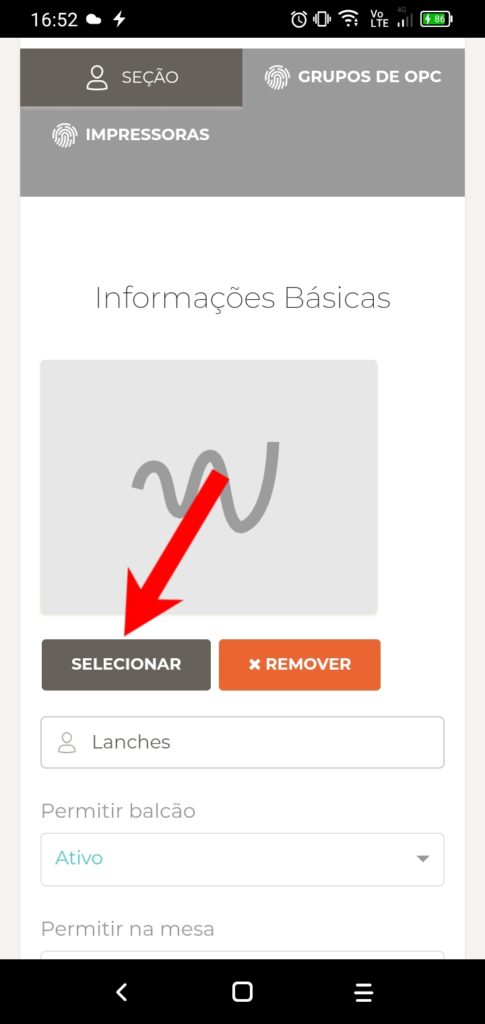 16:52
Vo LTE 4G 86
SEÇÃO
GRUPOS DE OPC
IMPRESSORAS
Informações Básicas
SELECIONAR
REMOVER
Lanches
Permitir balcão
Ativo
Permitir na mesa